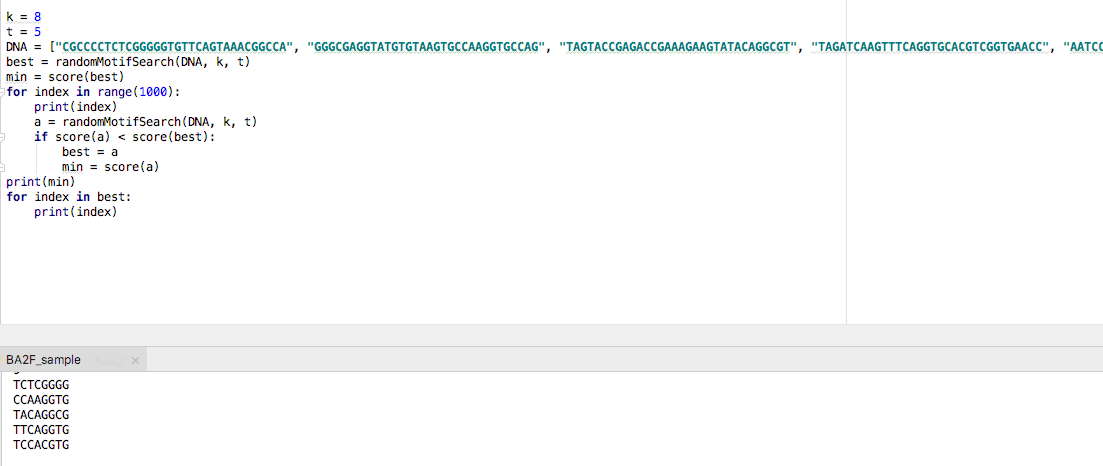 k = 8
t = 5
DNA = ["CGCCCCTCTCGGGGGTGTTCAGTAAACGGCCA", "GGGCGAGGTATGTGTAAGTGCCAAGGTGCCAG", "TAGTACCGAGACCGAAAGAAGTATACAGGCGT", "TAGATCAAGTTTCAGGTGCACGTCGGTGAACC", "AATCC
best = randomMotifSearch(DNA, k, t)
min = score(best)
for index in range(1000):
    print(index)
    a = randomMotifSearch(DNA, k, t)
    if score(a) < score(best):
        best = a
        min = score(a)
print(min)
for index in best:
    print(index)
BA2F_sample
TCTCGGGG
CCAAGGTG
TACAGGCG
TTCAGGTG
TCCACGTG